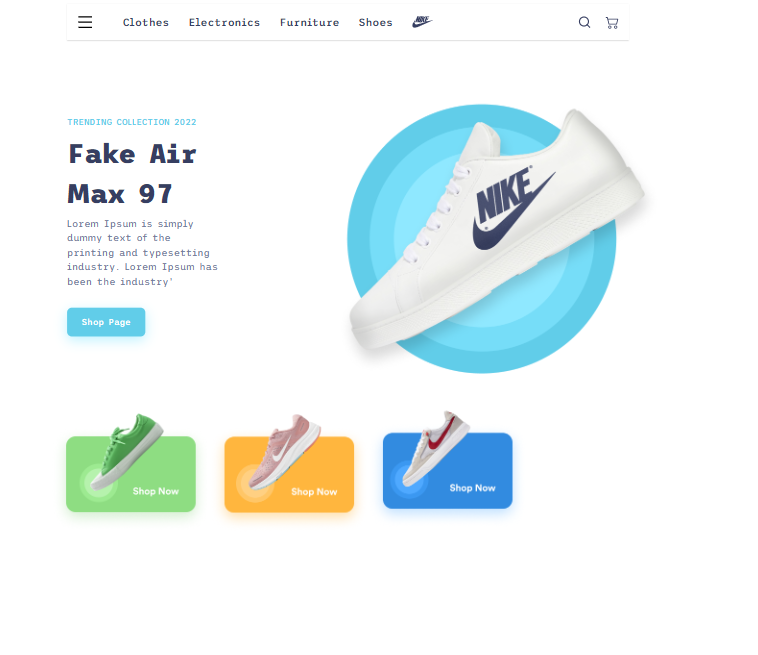 Clothes Electronics Furniture Shoes NIKE
TRENDING COLLECTION 2022
Fake Air
Max 97
Lorem Ipsum is simply
dummy text of the
printing and typesetting
industry. Lorem Ipsum has
been the industry'
Shop Page
NIKE
Shop Now
Shop Now
Shop Now